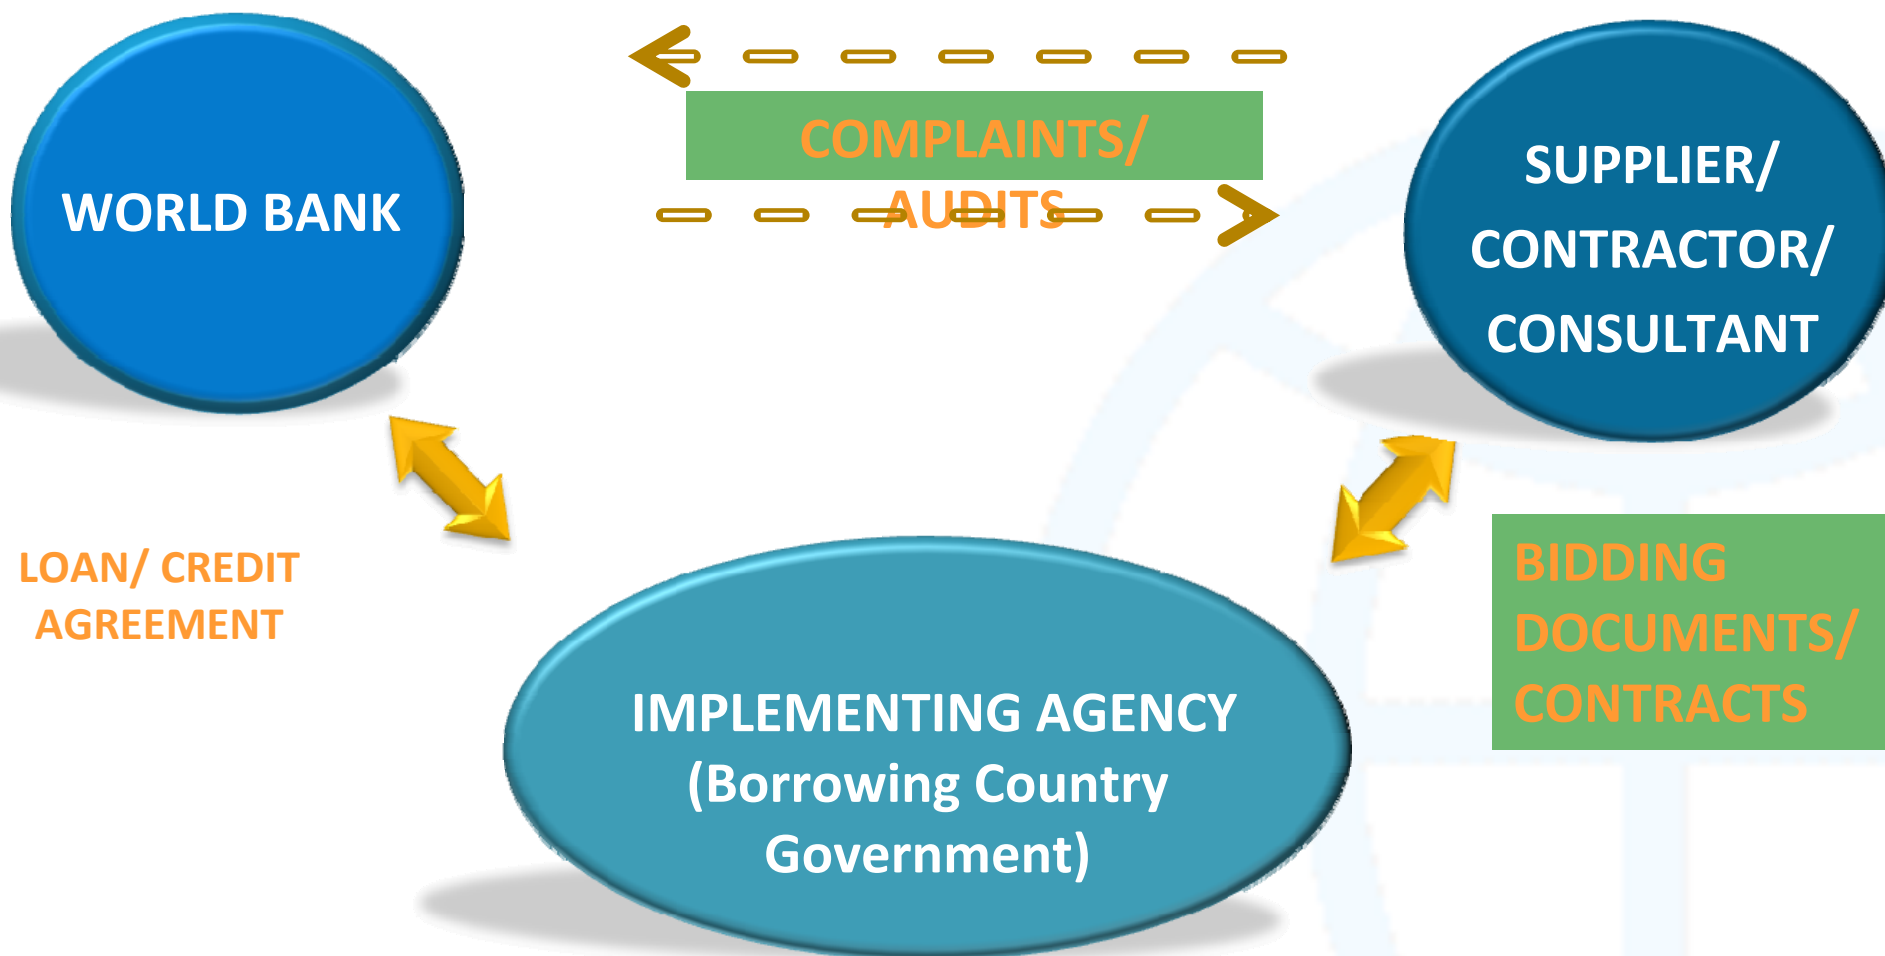 WORLD BANK
COMPLAINTS/
AUDITS
SUPPLIER/
CONTRACTOR/
CONSULTANT
LOAN/ CREDIT
AGREEMENT
BIDDING
DOCUMENTS/
CONTRACTS
IMPLEMENTING AGENCY
(Borrowing Country
Government)